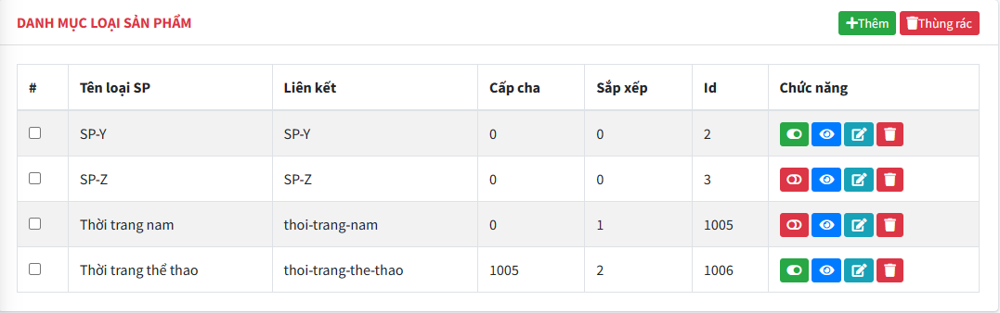 DANH MỤC LOẠI SẢN PHẨM
Thêm Thùng rác
# Tên loại SP Liên kết Cấp cha Sắp xếp Id Chức năng
SP-Y SP-Y 0 0 2
SP-Z SP-Z 0 0 3
Thời trang nam thoi-trang-nam 0 1 1005
Thời trang thể thao thoi-trang-the-thao 1005 2 1006